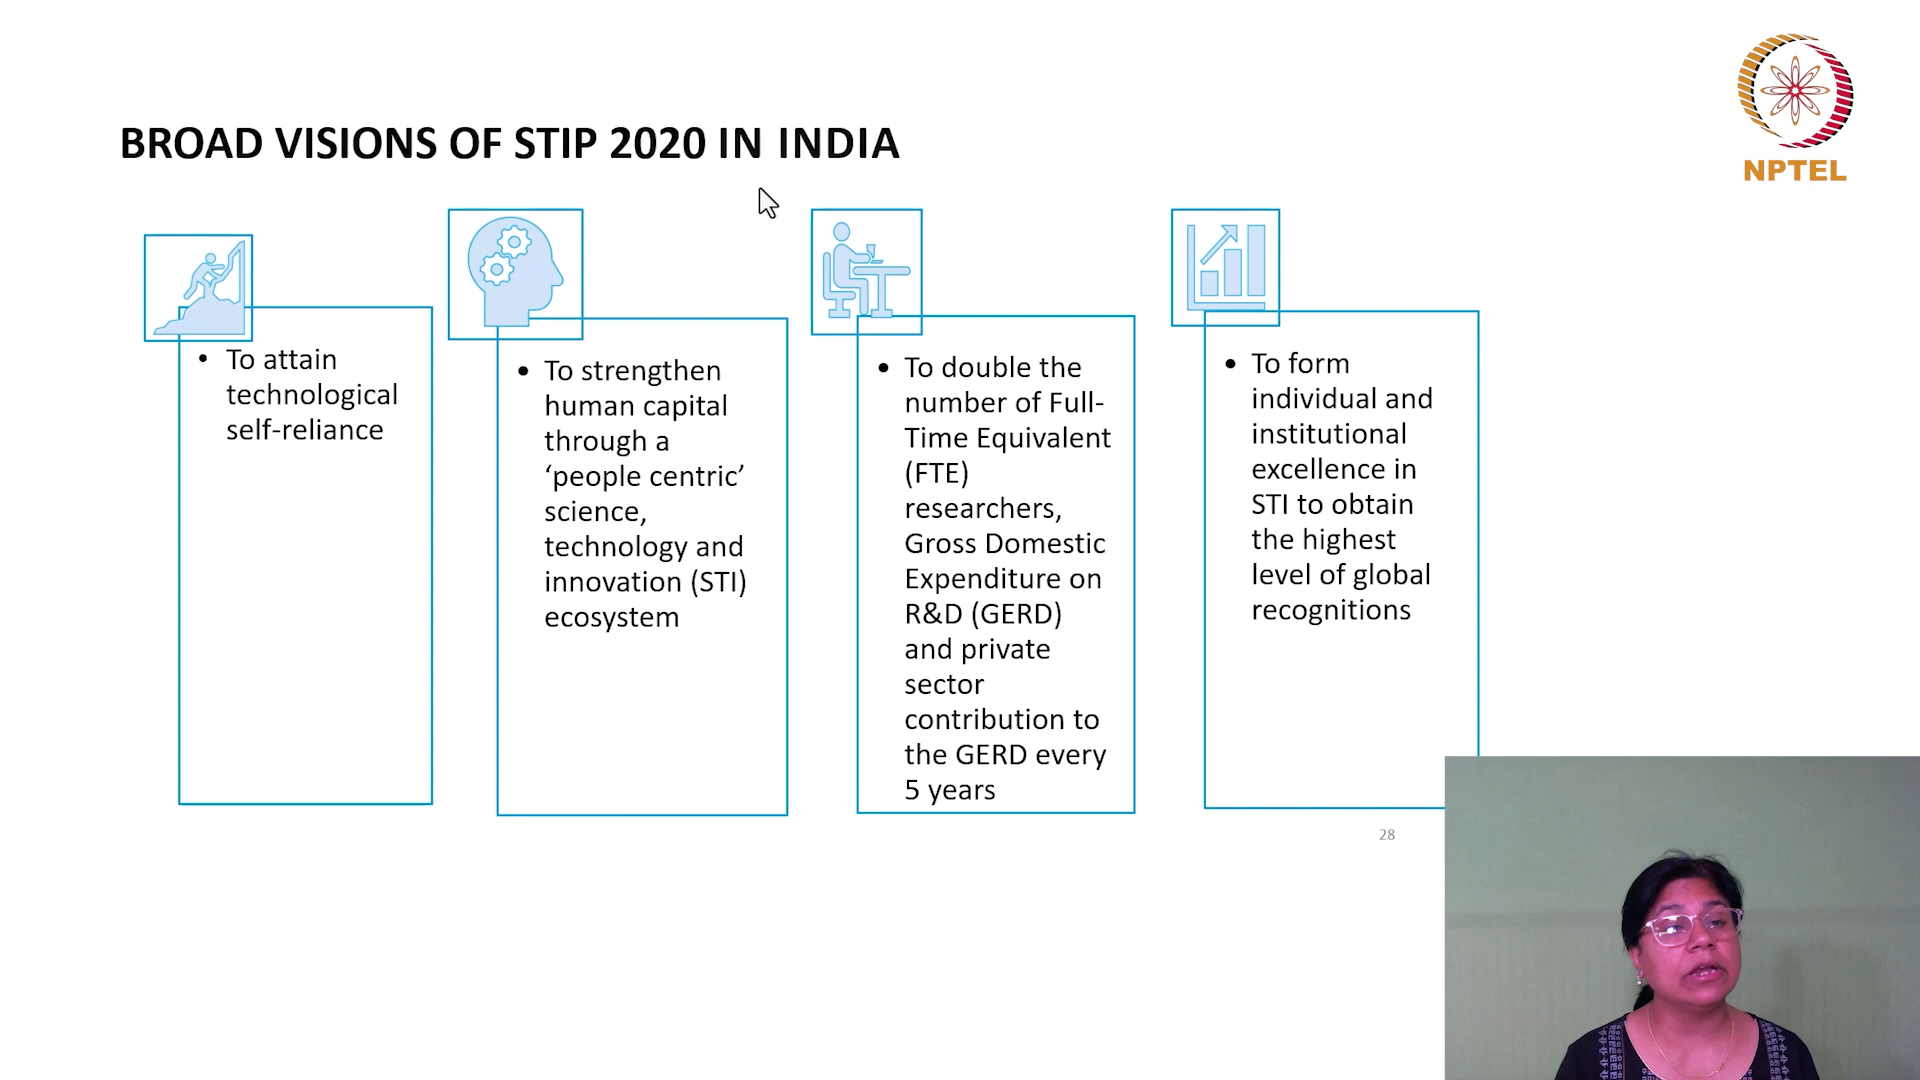 BROAD VISIONS OF STIP 2020 IN INDIA
NPTEL
• To attain
technological
self-reliance
• To strengthen
human capital
through a
‘people centric’
science,
technology and
innovation (STI)
ecosystem
• To double the
number of Full-
Time Equivalent
(FTE)
researchers,
Gross Domestic
Expenditure on
R&D (GERD)
and private
sector
contribution to
the GERD every
5 years
• To form
individual and
institutional
excellence in
STI to obtain
the highest
level of global
recognitions
28